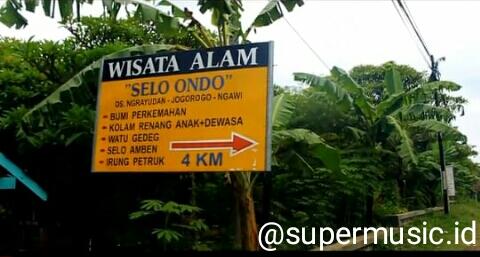 WISATA ALAM
"SELO ONDO"
DS. NGRAYUDAN - JOGOROGO - NGAWI
- BUMI PERKEMAHAN
- KOLAM RENANG ANAK+DEWASA
- WATU GEDEG
- SELO AMBEN
- IRUNG PETRUK 4 KM
@supermusic.id